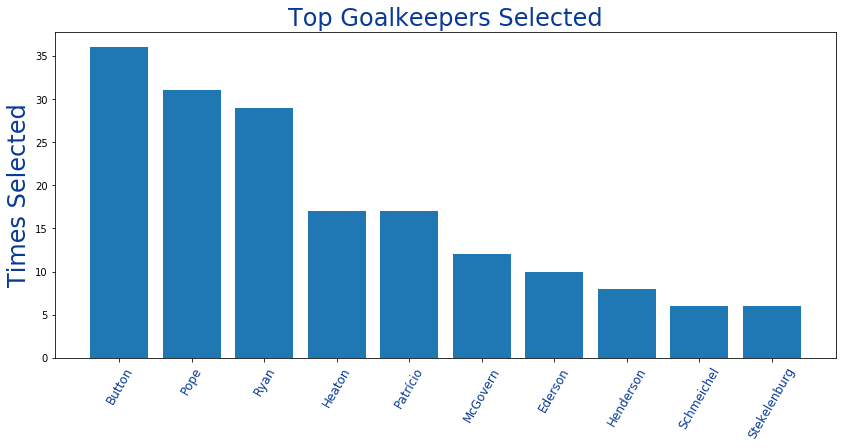 Top Goalkeepers Selected
Times Selected
35
30
25
20
15
10
5
0
Button
Pope
Ryan
Heaton
Patrício
McGovern
Ederson
Henderson
Schmeichel
Stekelenburg